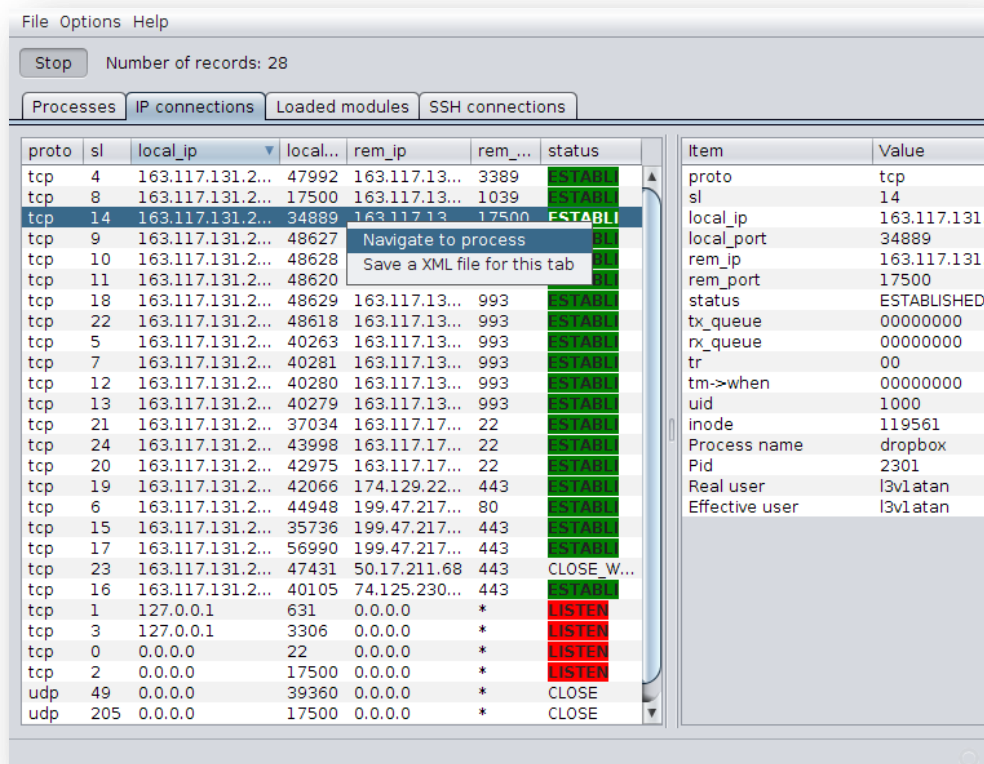 File Options Help
Stop Number of records: 28
Processes IP connections Loaded modules SSH connections
proto sl local_ip local... rem_ip rem_... status
tcp 4 163.117.131.2... 47992 163.117.13... 3389 ESTABLI
tcp 8 163.117.131.2... 17500 163.117.13... 1039 ESTABLI
tcp 14 163.117.131.2... 34889 163.117.13... 17500 ESTABLI
tcp 9 163.117.131.2... 48627 Navigate to process BLI
tcp 10 163.117.131.2... 48628 Save a XML file for this tab BLI
tcp 11 163.117.131.2... 48620
tcp 18 163.117.131.2... 48629 163.117.13... 993 ESTABLI
tcp 22 163.117.131.2... 48618 163.117.13... 993 ESTABLI
tcp 5 163.117.131.2... 40263 163.117.13... 993 ESTABLI
tcp 7 163.117.131.2... 40281 163.117.13... 993 ESTABLI
tcp 12 163.117.131.2... 40280 163.117.13... 993 ESTABLI
tcp 13 163.117.131.2... 40279 163.117.13... 993 ESTABLI
tcp 21 163.117.131.2... 37034 163.117.17... 22 ESTABLI
tcp 24 163.117.131.2... 43998 163.117.17... 22 ESTABLI
tcp 20 163.117.131.2... 42975 163.117.17... 22 ESTABLI
tcp 19 163.117.131.2... 42066 174.129.22... 443 ESTABLI
tcp 6 163.117.131.2... 44948 199.47.217... 80 ESTABLI
tcp 15 163.117.131.2... 35736 199.47.217... 443 ESTABLI
tcp 17 163.117.131.2... 56990 199.47.217... 443 ESTABLI
tcp 23 163.117.131.2... 47431 50.17.211.68 443 CLOSE_W...
tcp 16 163.117.131.2... 40105 74.125.230... 443 ESTABLI
tcp 1 127.0.0.1 631 0.0.0.0 * LISTEN
tcp 3 127.0.0.1 3306 0.0.0.0 * LISTEN
tcp 0 0.0.0.0 22 0.0.0.0 * LISTEN
tcp 2 0.0.0.0 17500 0.0.0.0 * LISTEN
udp 49 0.0.0.0 39360 0.0.0.0 * CLOSE
udp 205 0.0.0.0 17500 0.0.0.0 * CLOSE
Item Value
proto tcp
sl 14
local_ip 163.117.131
local_port 34889
rem_ip 163.117.131
rem_port 17500
status ESTABLISHED
tx_queue 00000000
rx_queue 00000000
tr 00
tm->when 00000000
uid 1000
inode 119561
Process name dropbox
Pid 2301
Real user l3v1atan
Effective user l3v1atan